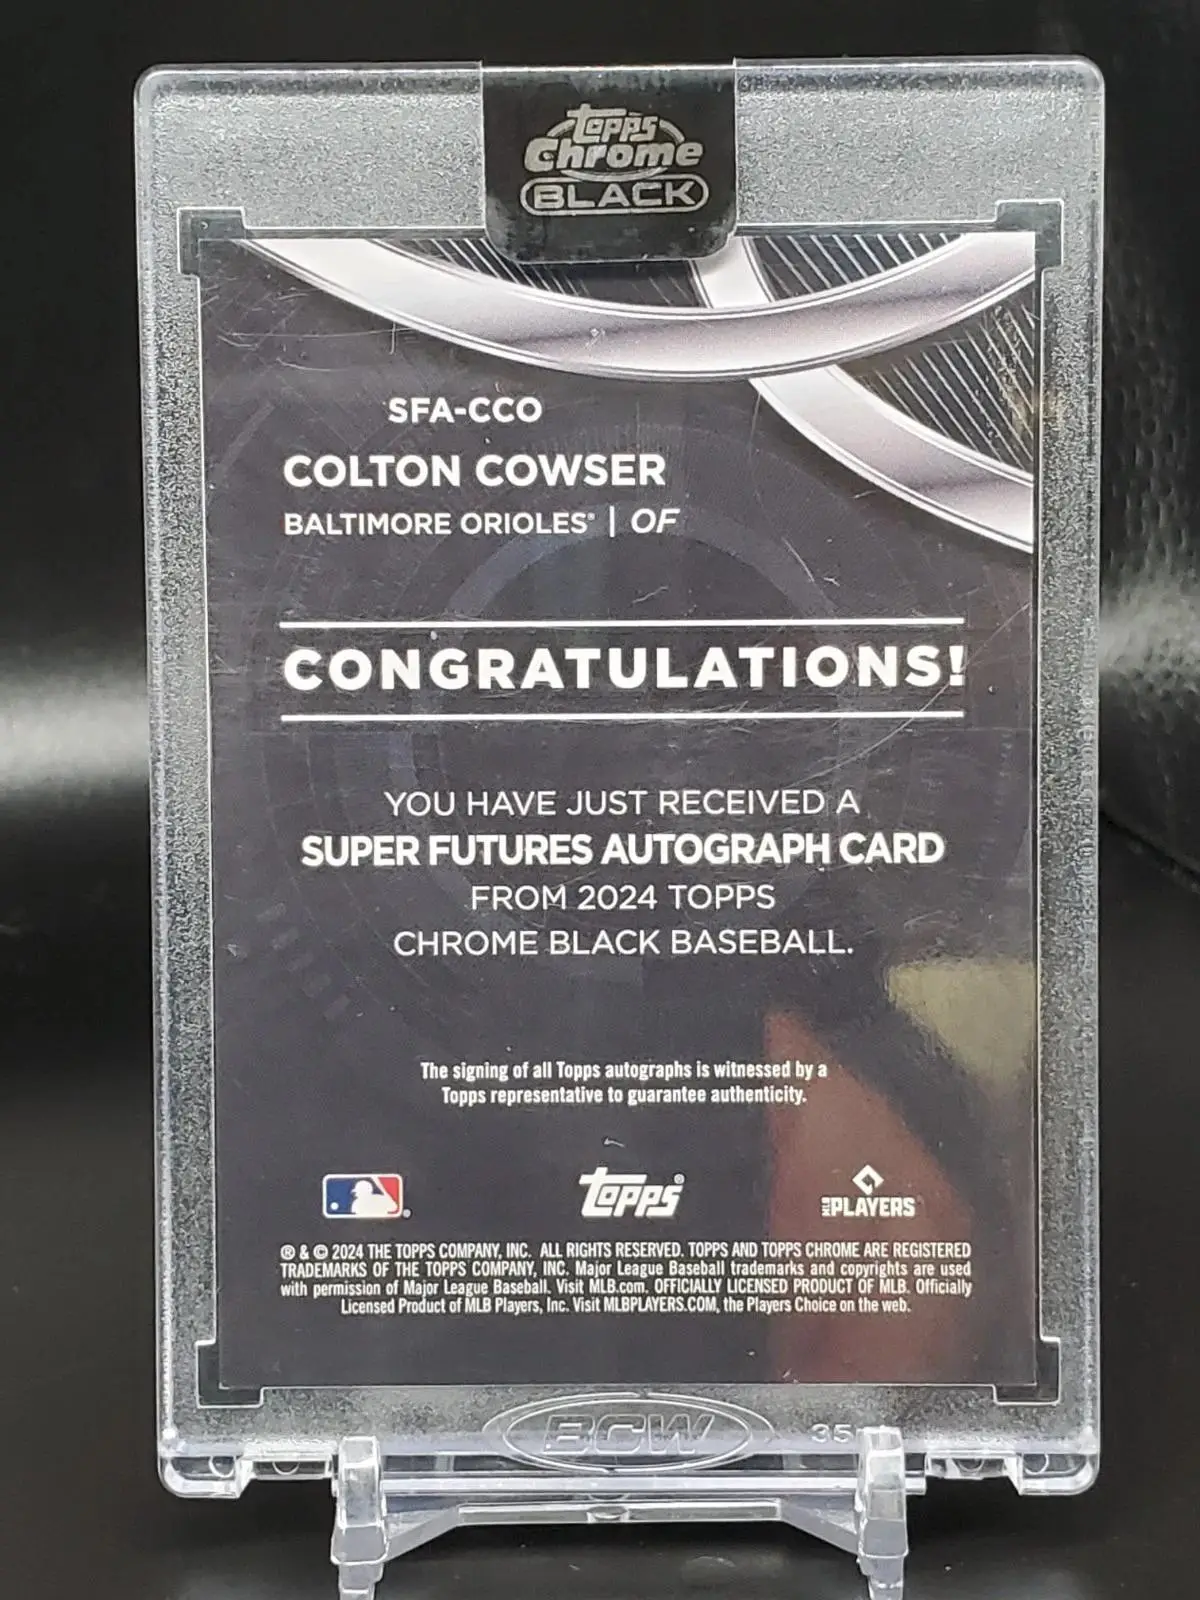 Topps
Chrome
BLACK
SFA-CCO
COLTON COWSER
BALTIMORE ORIOLES® | OF
CONGRATULATIONS!
YOU HAVE JUST RECEIVED A
SUPER FUTURES AUTOGRAPH CARD
FROM 2024 TOPPS
CHROME BLACK BASEBALL.
The signing of all Topps autographs is witnessed by a
Topps representative to guarantee authenticity.
Topps®
MLB PLAYERS
® & © 2024 THE TOPPS COMPANY, INC. ALL RIGHTS RESERVED. TOPPS AND TOPPS CHROME ARE REGISTERED
TRADEMARKS OF THE TOPPS COMPANY, INC. Major League Baseball trademarks and copyrights are used
with permission of Major League Baseball. Visit MLB.com. OFFICIALLY LICENSED PRODUCT OF MLB. Officially
Licensed Product of MLB Players, Inc. Visit MLBPLAYERS.COM, the Players Choice on the web.
BCW